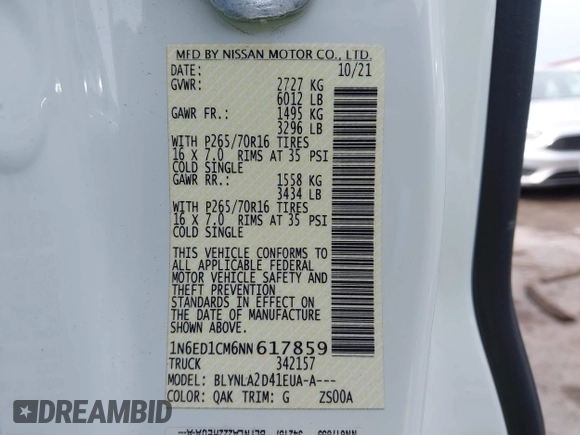 MFD BY NISSAN MOTOR CO., LTD.
DATE: 10/21
GVWR: 2727 KG
6012 LB
GAWR FR.: 1495 KG
3296 LB
WITH P265/70R16 TIRES
16 X 7.0 RIMS AT 35 PSI
COLD SINGLE
GAWR RR.: 1558 KG
3434 LB
WITH P265/70R16 TIRES
16 X 7.0 RIMS AT 35 PSI
COLD SINGLE
THIS VEHICLE CONFORMS TO
ALL APPLICABLE FEDERAL
MOTOR VEHICLE SAFETY AND
THEFT PREVENTION
STANDARDS IN EFFECT ON
THE DATE OF MANUFACTURE
SHOWN ABOVE.
1N6ED1CM6NN617859
TRUCK 342157
MODEL: BLYNLA2D41EUA-A---
COLOR: QAK TRIM: G ZS00A
CLEARCARHISTORY.COM